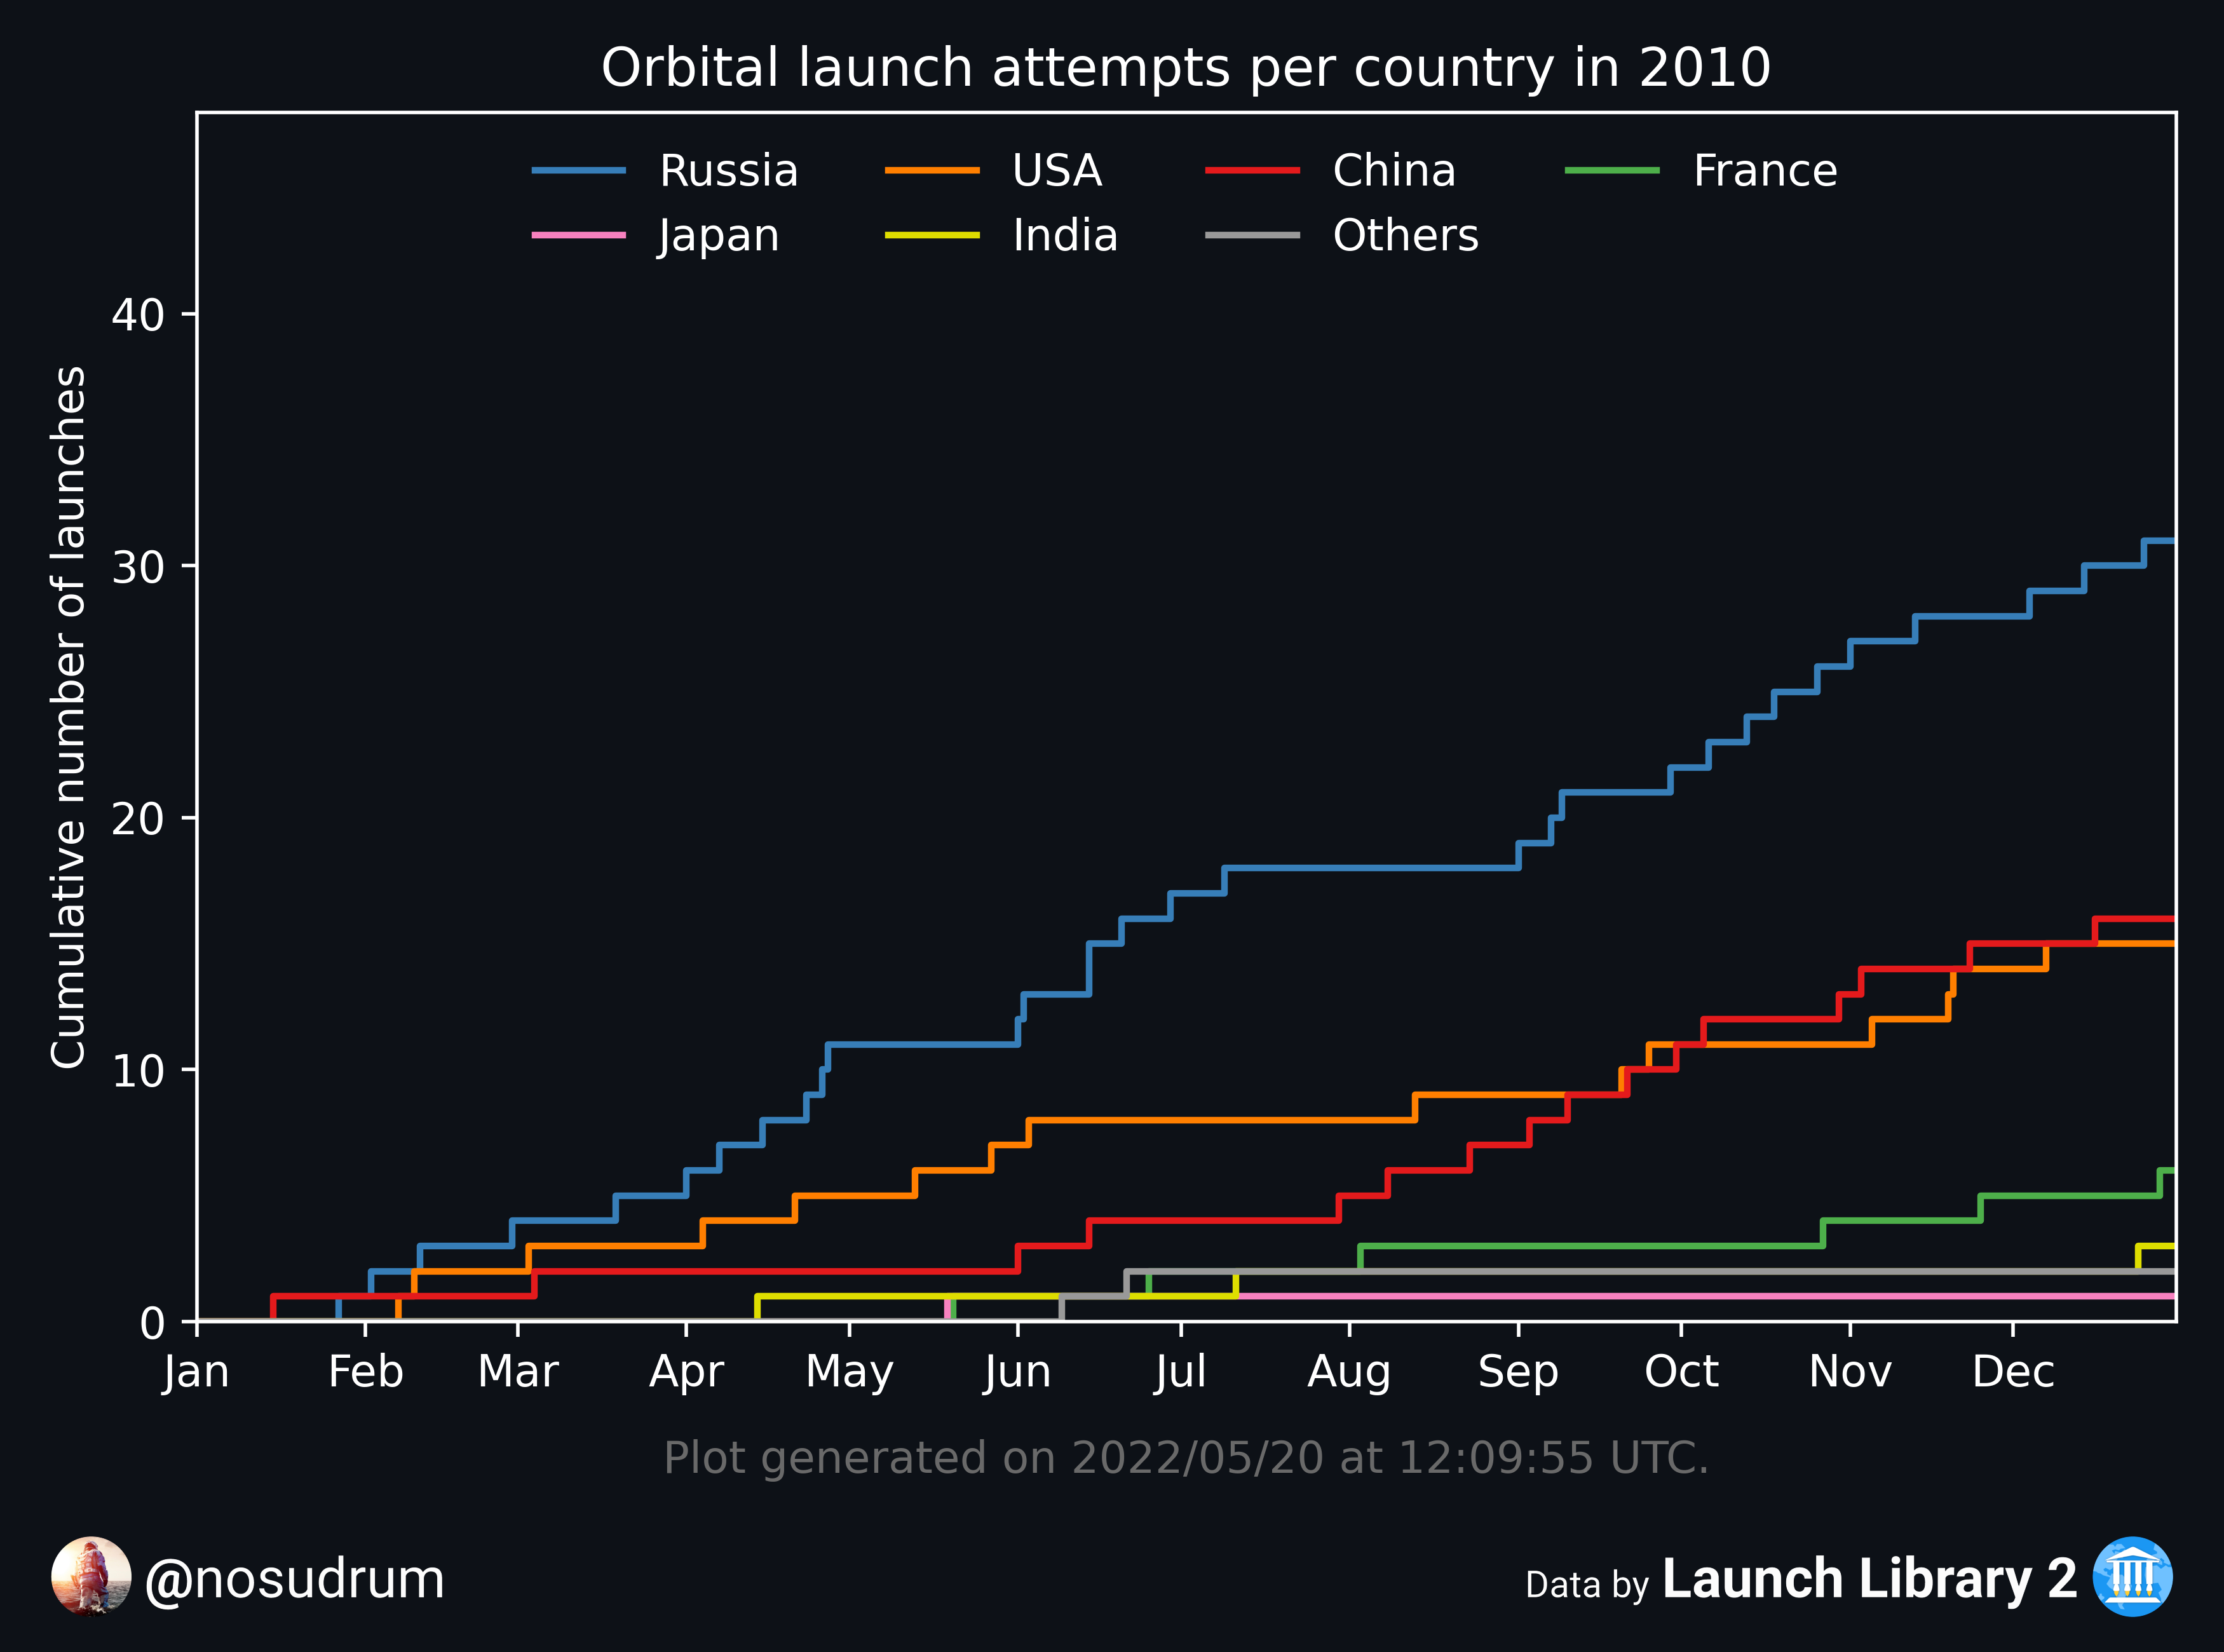 Orbital launch attempts per country in 2010
Russia USA China France
Japan India Others
Cumulative number of launches
40
30
20
10
0
Jan Feb Mar Apr May Jun Jul Aug Sep Oct Nov Dec
Plot generated on 2022/05/20 at 12:09:55 UTC.
@nosudrum
Data by Launch Library 2